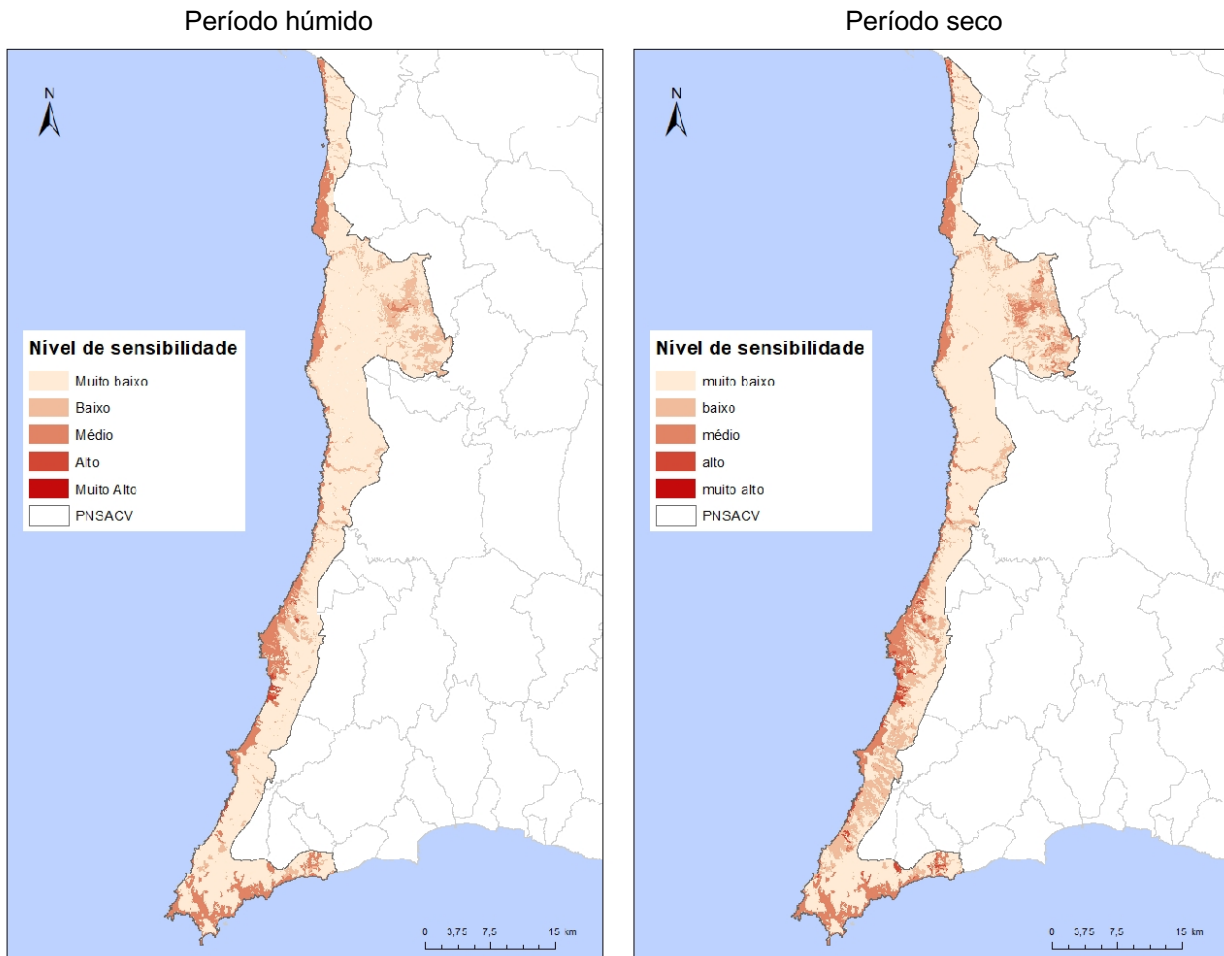 Período húmido
Período seco
N
Nível de sensibilidade
Muito baixo
Baixo
Médio
Alto
Muito Alto
PNSACV
0 3,75 7,5 15 km
N
Nível de sensibilidade
muito baixo
baixo
médio
alto
muito alto
PNSACV
0 3,75 7,5 15 km